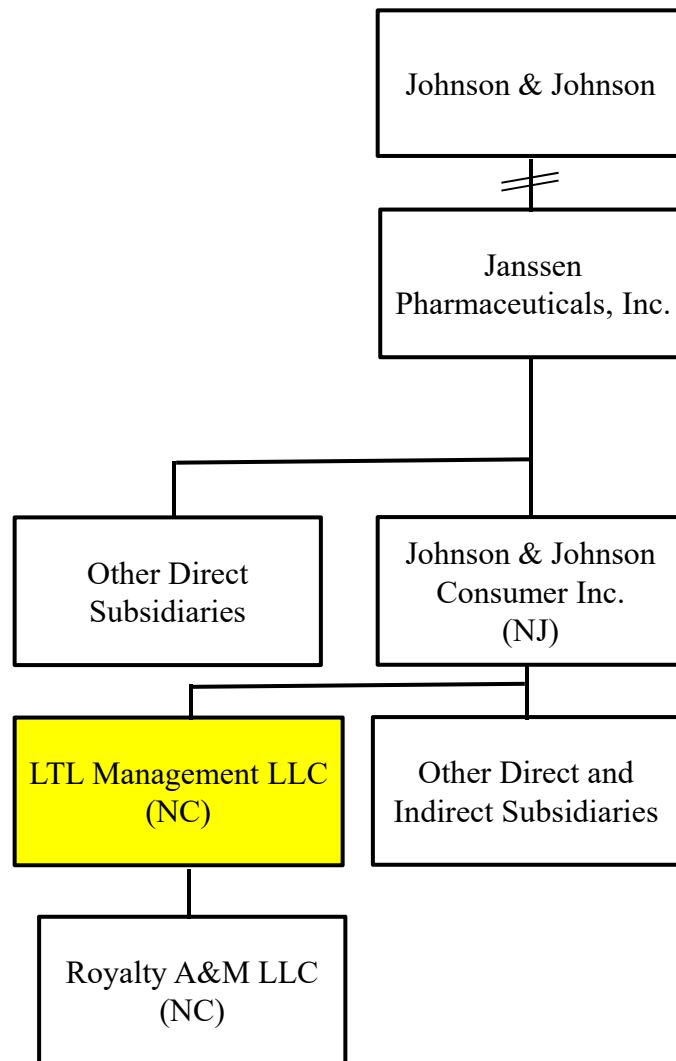 Johnson & Johnson
Janssen
Pharmaceuticals, Inc.
Other Direct
Subsidiaries
Johnson & Johnson
Consumer Inc.
(NJ)
LTL Management LLC
(NC)
Other Direct and
Indirect Subsidiaries
Royalty A&M LLC
(NC)